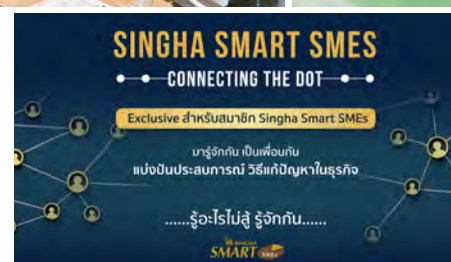 SINGHA SMART SMES
CONNECTING THE DOT
Exclusive สำหรับสมาชิก Singha Smart SMEs
มารู้จักกัน เป็นเพื่อนกัน
แบ่งปันประสบการณ์ วิธีแก้ปัญหาในธุรกิจ
......รู้อะไรไม่สู้ รู้จักกัน......
SINGHA
SMART SMEs